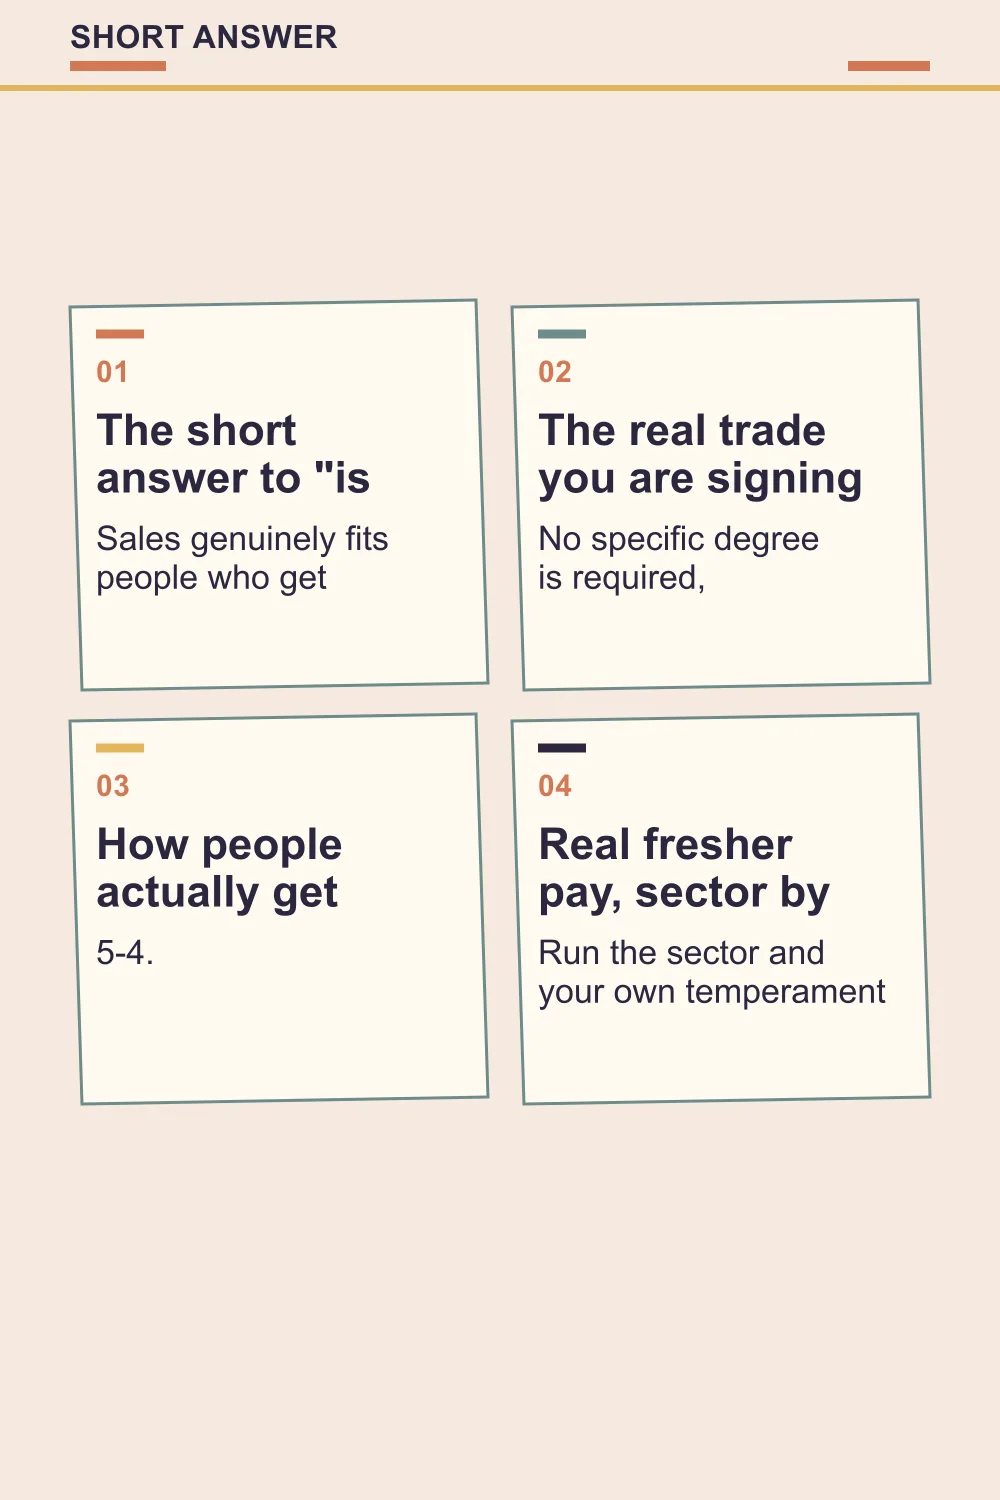 SHORT ANSWER
01
The short
answer to "is
Sales genuinely fits
people who get
02
The real trade
you are signing
No specific degree
is required,
03
How people
actually get
5-4.
04
Real fresher
pay, sector by
Run the sector and
your own temperament